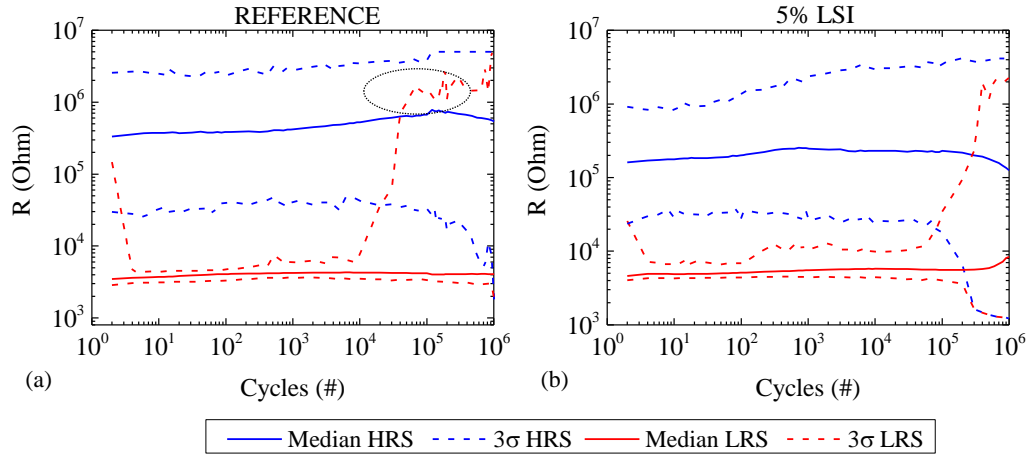 REFERENCE
R (Ohm)
10^7
10^6
10^5
10^4
10^3
10^0 10^1 10^2 10^3 10^4 10^5 10^6
(a)
Cycles (#)
5% LSI
R (Ohm)
10^7
10^6
10^5
10^4
10^3
10^0 10^1 10^2 10^3 10^4 10^5 10^6
(b)
Cycles (#)
Median HRS 3σ HRS Median LRS 3σ LRS